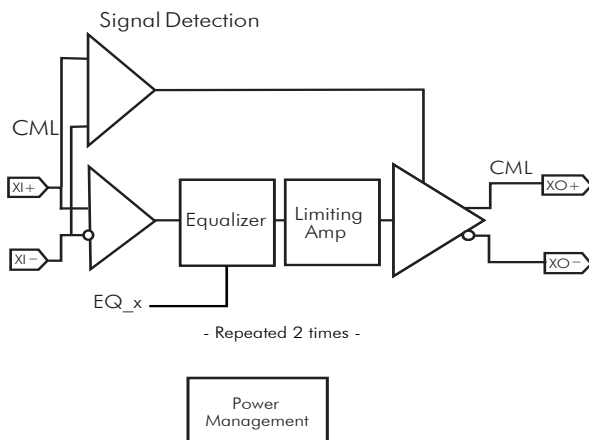 Signal Detection
CML
XI+
XI−
Equalizer
Limiting
Amp
CML
XO+
XO−
EQ_x
- Repeated 2 times -
Power
Management